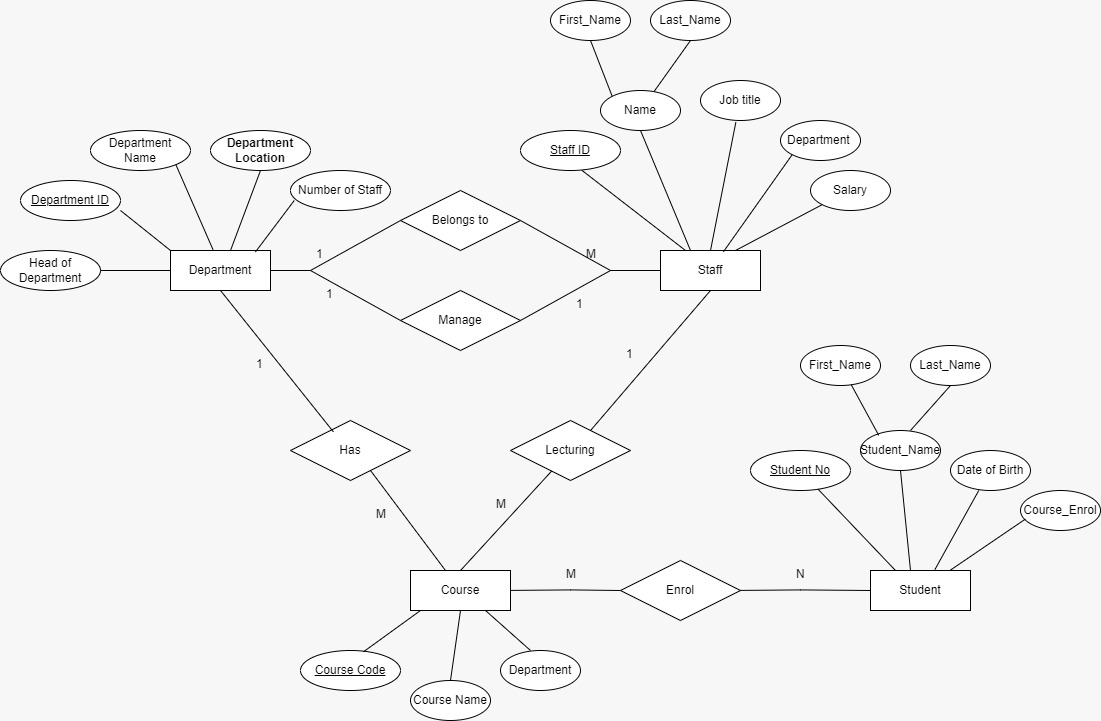 First_Name
Last_Name
Name
Job title
Department
Name
Department
Location
Staff ID
Department
Department ID
Number of Staff
Salary
Belongs to
1
M
Head of
Department
Department
Staff
1
1
Manage
1
1
First_Name
Last_Name
Has
Lecturing
Student_Name
Student No
Date of Birth
M
M
Course_Enrol
M
N
Course
Enrol
Student
Course Code
Department
Course Name